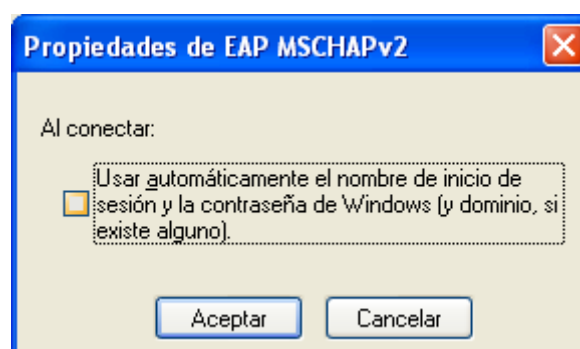 Propiedades de EAP MSCHAPv2
Al conectar:
Usar automáticamente el nombre de inicio de
sesión y la contraseña de Windows (y dominio, si
existe alguno).
Aceptar
Cancelar